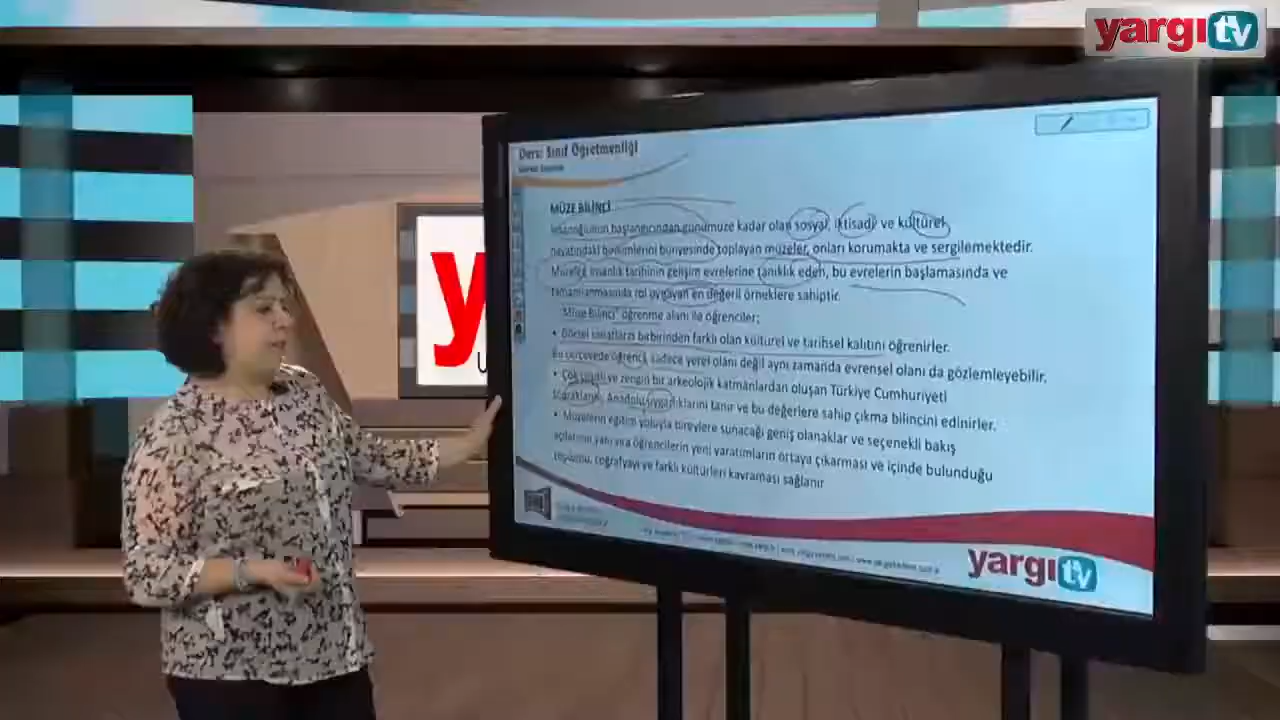 yargı tv
Ders: Sınıf Öğretmenliği
MÜZE BİLİNCİ
İnsanoğlunun başlangıcından günümüze kadar olan sosyal, iktisadi ve kültürel
hayatındaki birikimlerini bünyesinde toplayan müzeler, onları korumakta ve sergilemektedir.
Müzeler, insanlık tarihinin gelişim evrelerine tanıklık eden, bu evrelerin başlamasında ve
tamamlanmasında rol oynayan en değerli örneklere sahiptir.
"Müze Bilinci" öğrenme alanı ile öğrenciler;
• Görsel sanatların birbirinden farklı olan kültürel ve tarihsel kalıtını öğrenirler.
Bu çerçevede öğrenci, sadece yerel olanı değil aynı zamanda evrensel olanı da gözlemleyebilir.
• Çok çeşitli ve zengin bir arkeolojik katmanlardan oluşan Türkiye Cumhuriyeti
toprakları, Anadolu uygarlıklarını tanır ve bu değerlere sahip çıkma bilincini edinirler.
• Müzelerin eğitim yoluyla bireylere sunacağı geniş olanaklar ve seçenekli bakış
açılarının yanı sıra öğrencilerin yeni yaratımların ortaya çıkarması ve içinde bulunduğu
toplumu, coğrafyayı ve farklı kültürleri kavraması sağlanır
yargı tv
y